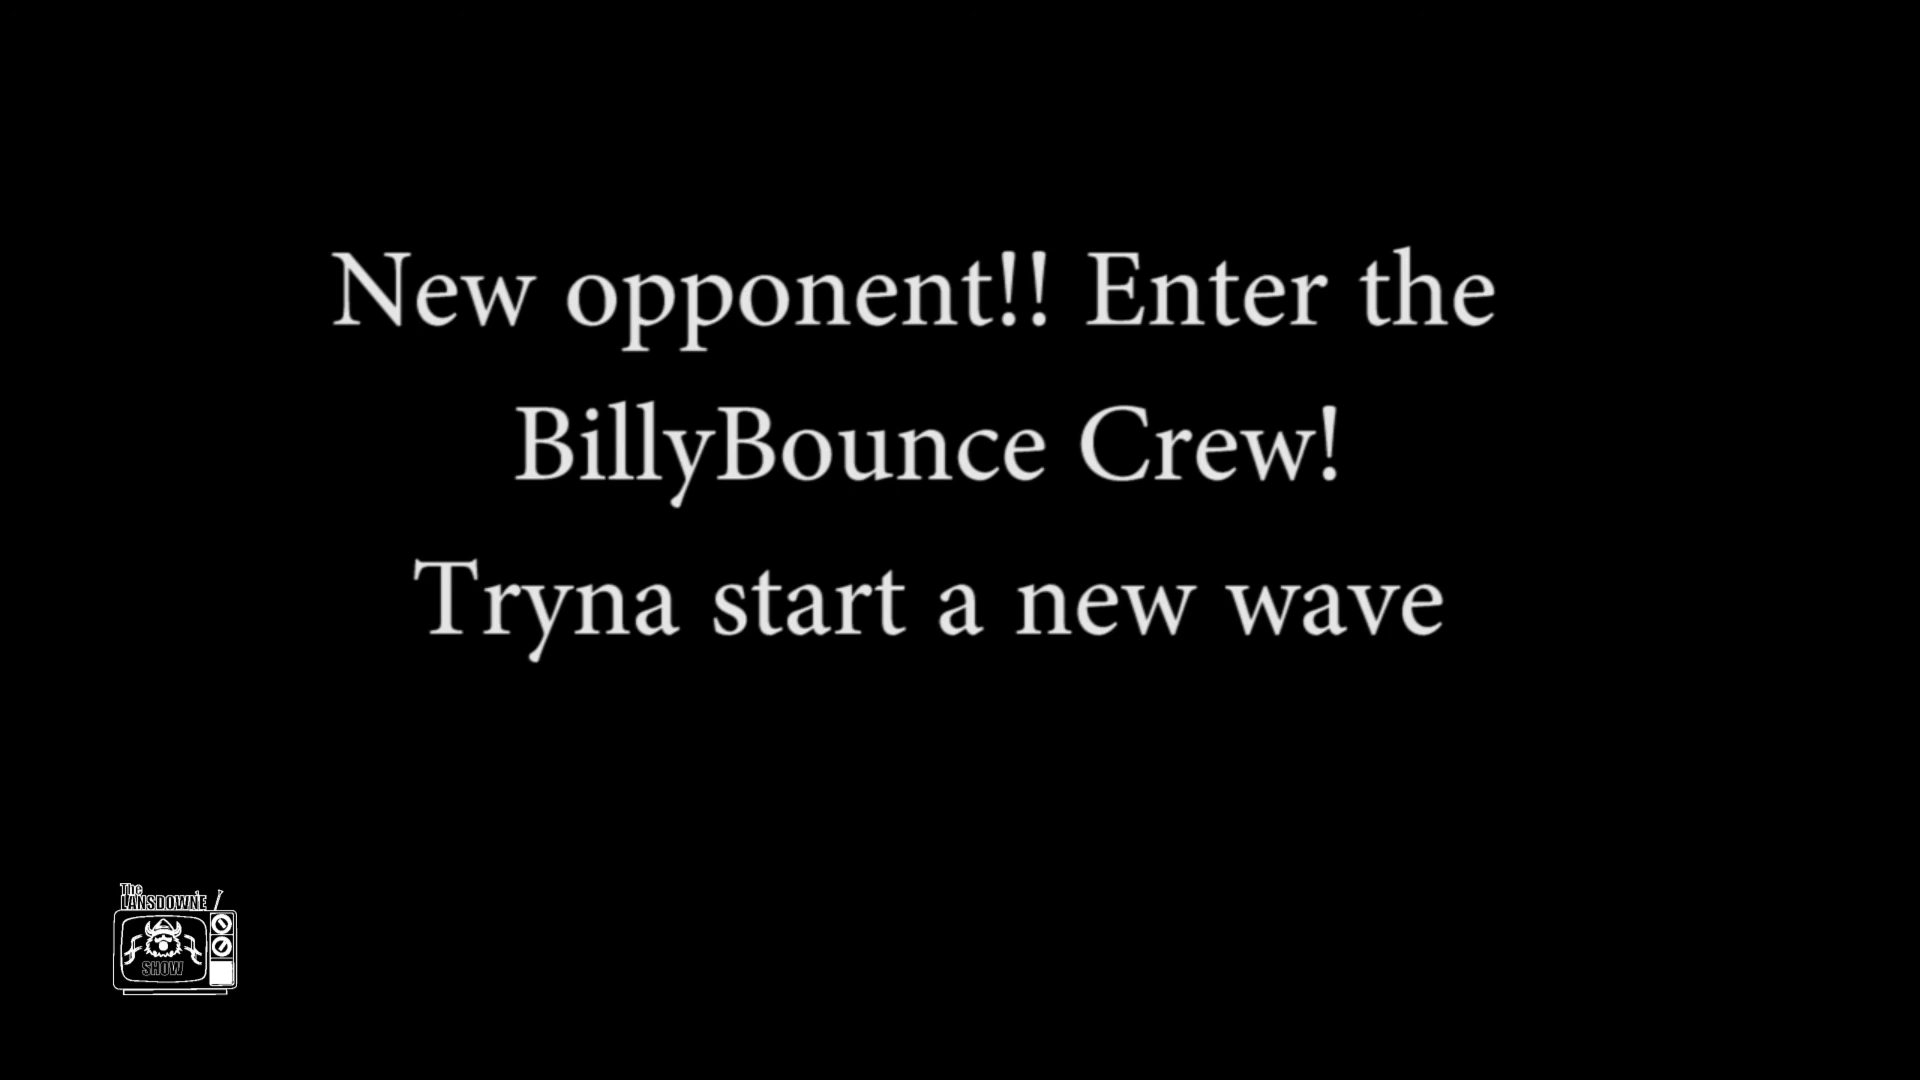 New opponent!! Enter the
BillyBounce Crew!
Tryna start a new wave
The
LANSDOWNE
SHOW